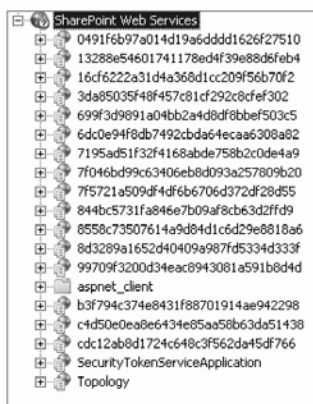 SharePoint Web Services
0491f6b97a014d19a6dddd1626f27510
13288e54601741178ed4f39e88d6feb4
16cf6222a31d4a368d1cc209f56b70f2
3da85035f48f457c81cf292c8cfef302
699f3d9891a04bb2a4d8df8bbef503c5
6dc0e94f8db7492cbda64ecaa6308a82
7195ad51f32f4168abde758b2c0de4a9
7f046bd99c63406eb8d093a257809b20
7f5721a509df4df6b6706d372df28d55
844bc5731fa846e7b09af8cb63d2ffd9
8558c73507614a9d84d1c6d29e8818a6
8d3289a1652d40409a987fd5334d333f
99709f3200d34eac8943081a591b8d4d
aspnet_client
b3f794c374e8431f88701914ae942298
c4d50e0ea8e6434e85aa58b63da51438
cdc12ab8d1724c648c3f562da45df766
SecurityTokenServiceApplication
Topology